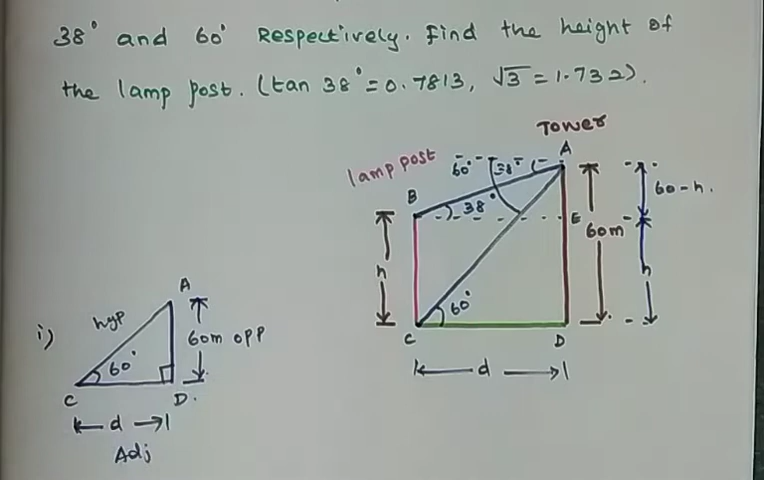 38° and 60° Respectively. Find the height of
the lamp post. (tan 38° = 0.7813, √3 = 1.732).
Tower
lamp post
60° 38° A
B
38°
E
60-h.
60m
h
h
60°
C D
d
i)
A
hyp
60m opp
60°
C D.
d
Adj